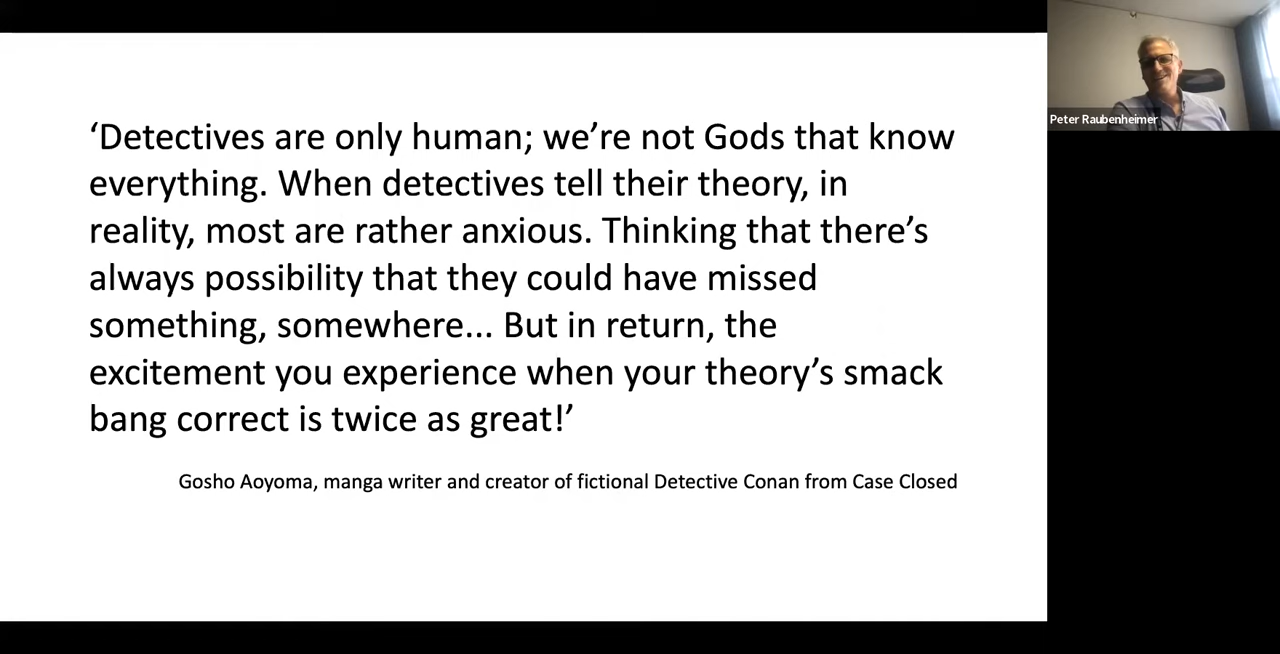 ‘Detectives are only human; we’re not Gods that know
everything. When detectives tell their theory, in
reality, most are rather anxious. Thinking that there’s
always possibility that they could have missed
something, somewhere... But in return, the
excitement you experience when your theory’s smack
bang correct is twice as great!’
Gosho Aoyoma, manga writer and creator of fictional Detective Conan from Case Closed
Peter Raubenheimer